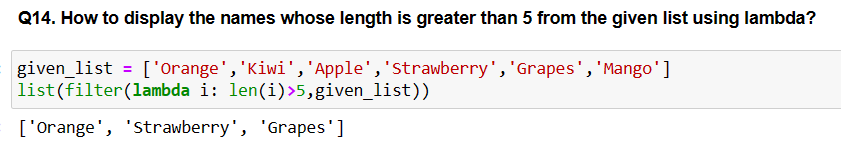 Q14. How to display the names whose length is greater than 5 from the given list using lambda?
given_list = ['Orange','Kiwi','Apple','Strawberry','Grapes','Mango']
list(filter(lambda i: len(i)>5,given_list))
['Orange', 'Strawberry', 'Grapes']